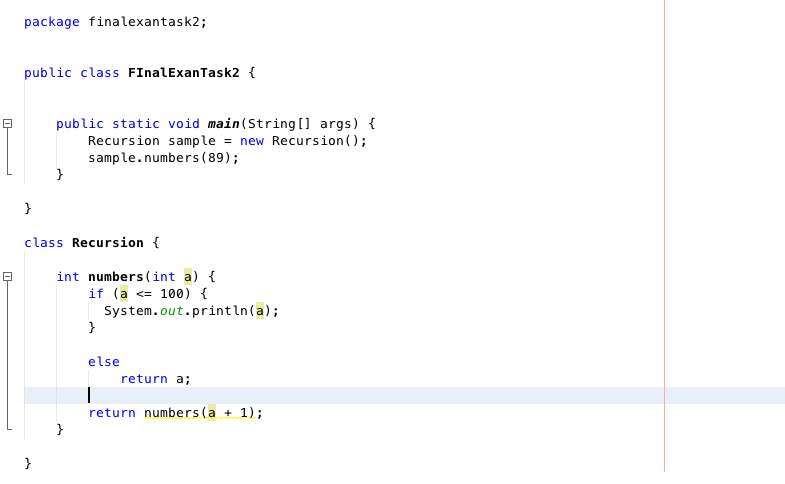 package finalexantask2;
public class FInalExanTask2 {
public static void main(String[] args) {
Recursion sample = new Recursion();
sample.numbers(89);
}
}
class Recursion {
int numbers(int a) {
if (a <= 100) {
System.out.println(a);
}
else
return a;
return numbers(a + 1);
}
}